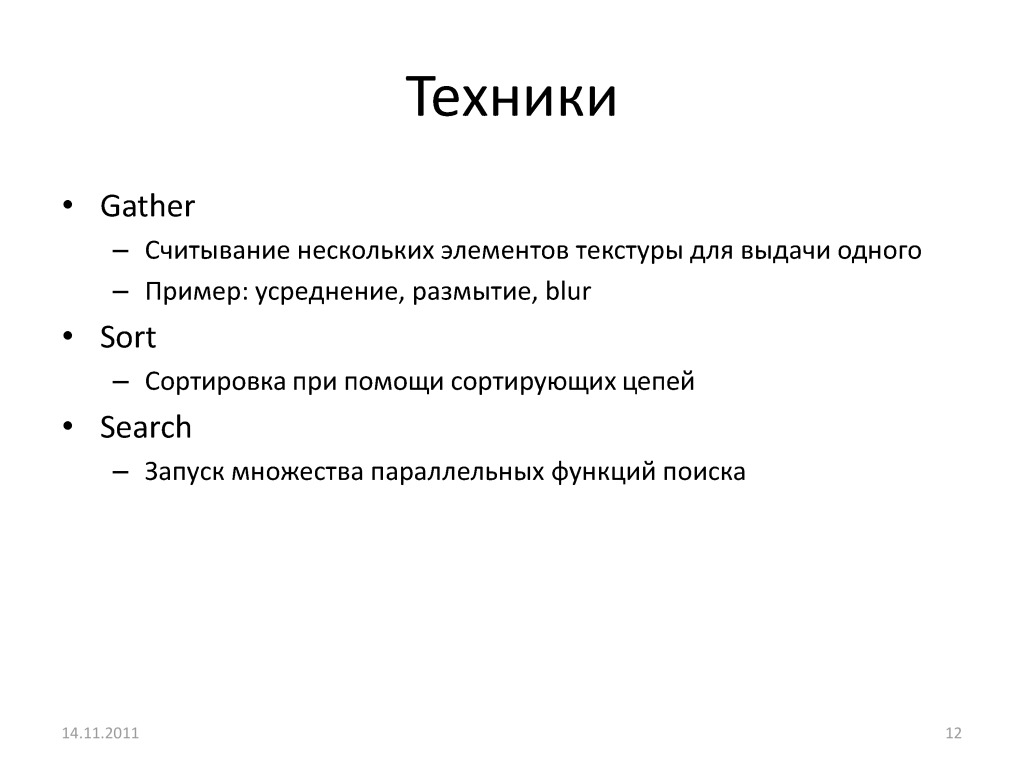 Техники
• Gather
– Считывание нескольких элементов текстуры для выдачи одного
– Пример: усреднение, размытие, blur
• Sort
– Сортировка при помощи сортирующих цепей
• Search
– Запуск множества параллельных функций поиска
14.11.2011 12